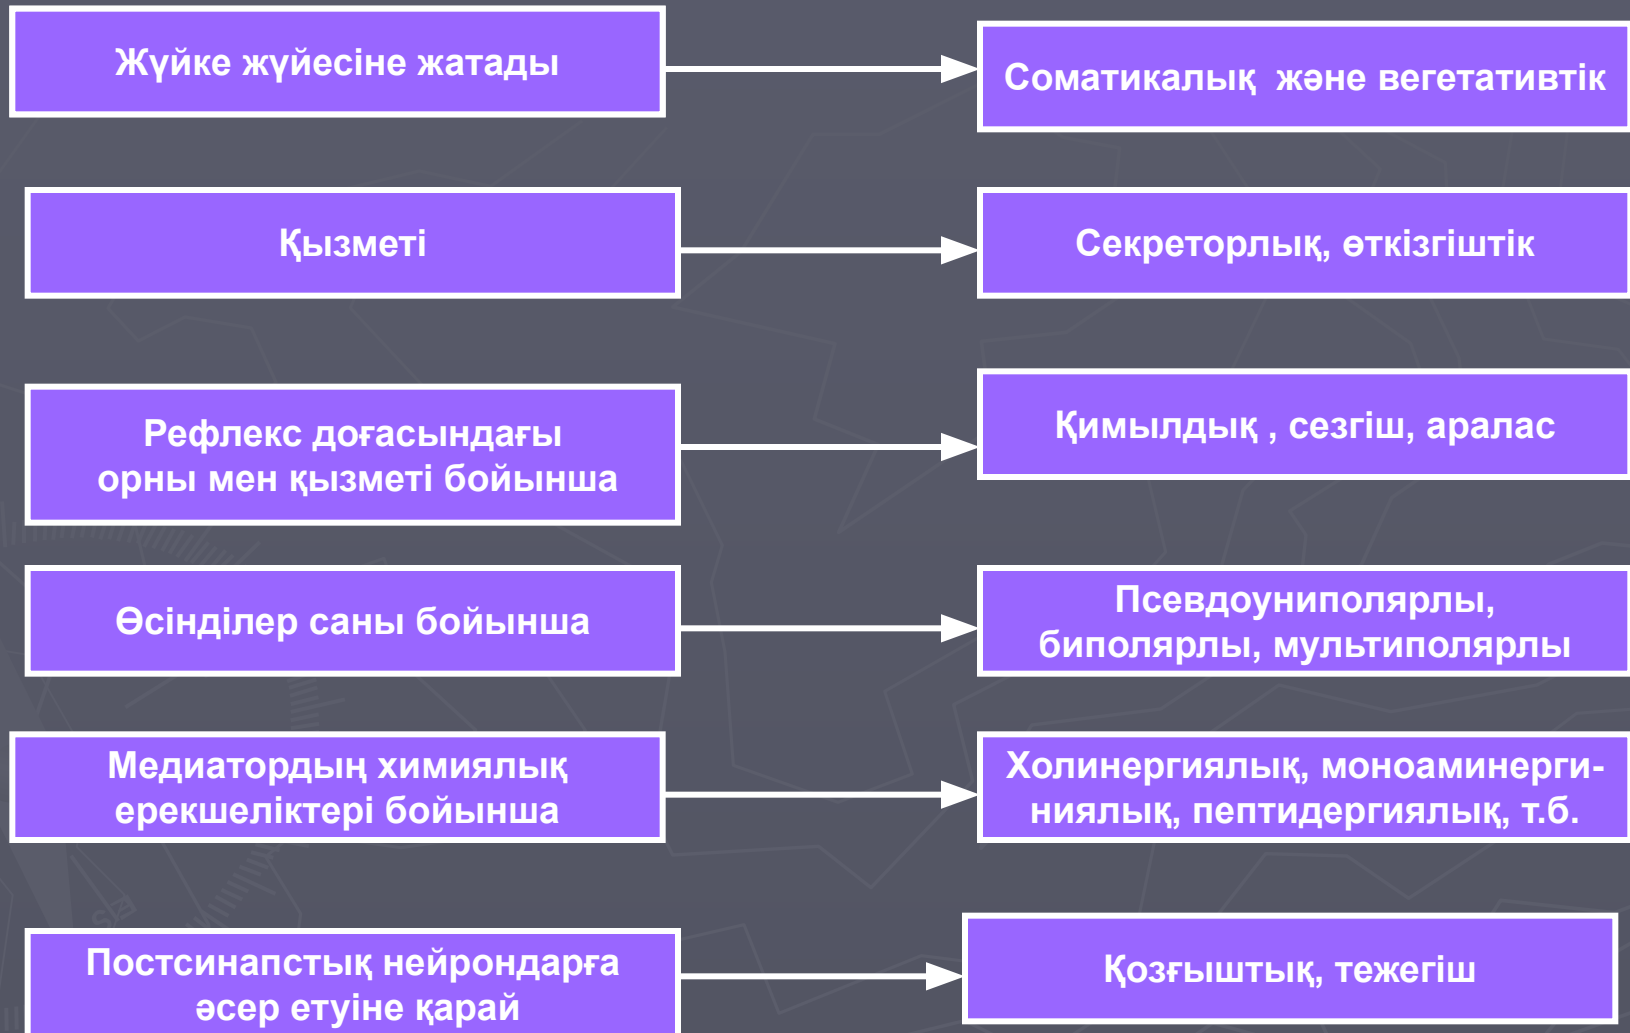 Жүйке жүйесіне жатады
Соматикалық және вегетативтік
Қызметі
Секреторлық, өткізгіштік
Рефлекс доғасындағы
орны мен қызметі бойынша
Қимылдық , сезгіш, аралас
Өсінділер саны бойынша
Псевдоуниполярлы,
биполярлы, мультиполярлы
Медиатордың химиялық
ерекшеліктері бойынша
Холинергиялық, моноаминерги-
ниялық, пептидергиялық, т.б.
Постсинапстық нейрондарға
әсер етуіне қарай
Қозғыштық, тежегіш